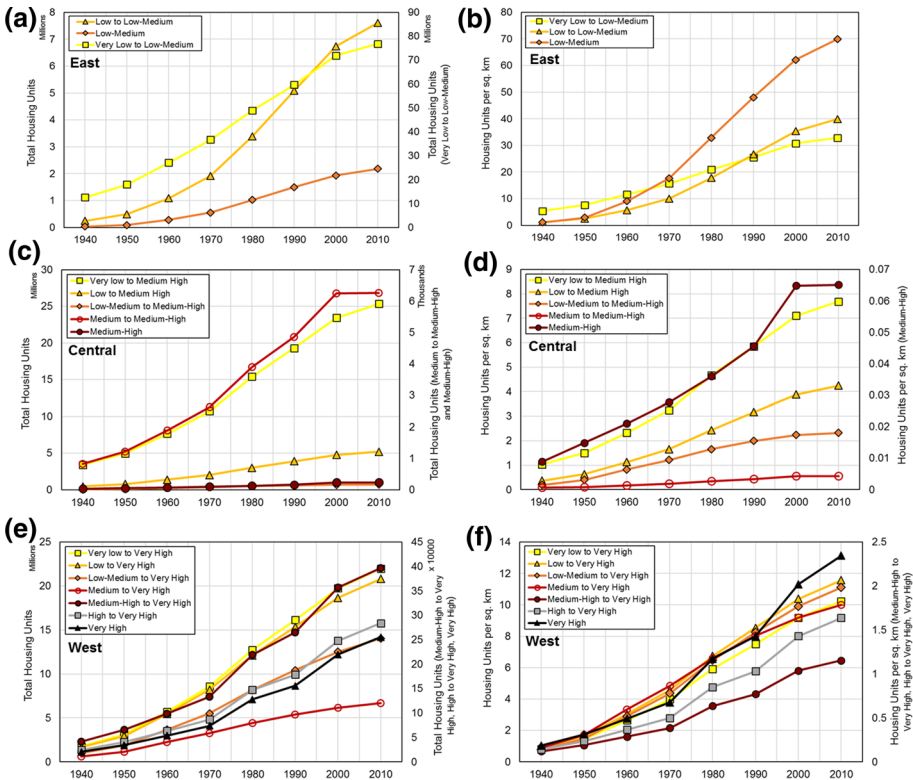 (a)
Millions
8
7
6
5
4
3
2
1
0
Total Housing Units
Low to Low-Medium
Low-Medium
Very Low to Low-Medium
East
90
80
70
60
50
40
30
20
10
0
Millions
Total Housing Units
(Very Low to Low-Medium)
1940 1950 1960 1970 1980 1990 2000 2010
(b)
80
70
60
50
40
30
20
10
0
Housing Units per sq. km
Very Low to Low-Medium
Low to Low-Medium
Low-Medium
East
1940 1950 1960 1970 1980 1990 2000 2010
(c)
Millions
30
25
20
15
10
5
0
Total Housing Units
Very low to Medium High
Low to Medium High
Low-Medium to Medium-High
Medium to Medium-High
Medium-High
Central
7
6
5
4
3
2
1
0
Thousands
Total Housing Units (Medium to Medium-High
and Medium-High)
1940 1950 1960 1970 1980 1990 2000 2010
(d)
9
8
7
6
5
4
3
2
1
0
Housing Units per sq. km
Very low to Medium High
Low to Medium High
Low-Medium to Medium-High
Medium to Medium-High
Medium-High
Central
0.07
0.06
0.05
0.04
0.03
0.02
0.01
0
Housing Units per sq. km (Medium-High)
1940 1950 1960 1970 1980 1990 2000 2010
(e)
Millions
25
20
15
10
5
0
Total Housing Units
Very low to Very High
Low to Very High
Low-Medium to Very High
Medium to Very High
Medium-High to Very High
High to Very High
Very High
West
45
40
35
30
25
20
15
10
5
0
x 10000
Total Housing Units (Medium-High to Very
High, High to Very High, Very High)
1940 1950 1960 1970 1980 1990 2000 2010
(f)
14
12
10
8
6
4
2
0
Housing Units per sq. km
Very low to Very High
Low to Very High
Low-Medium to Very High
Medium to Very High
Medium-High to Very High
High to Very High
Very High
West
2.5
2
1.5
1
0.5
0
Housing Units per sq. km (Medium-High to
Very High, High to Very High, Very High)
1940 1950 1960 1970 1980 1990 2000 2010